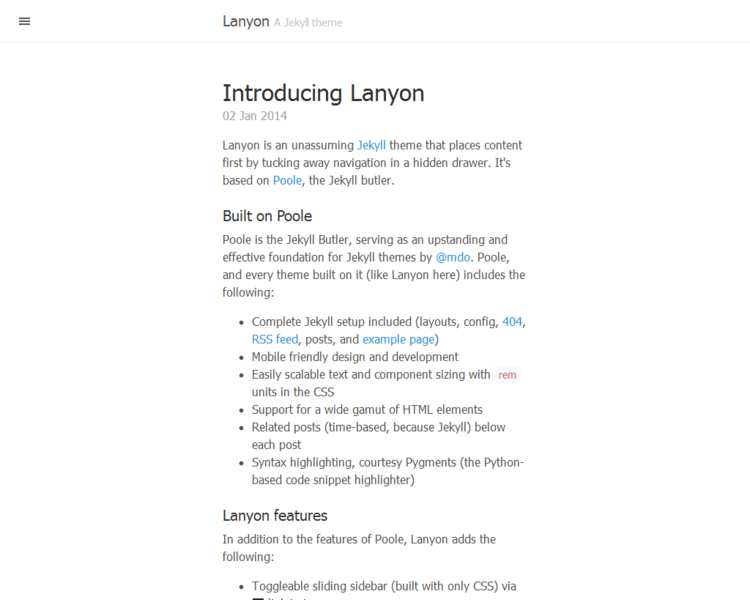 Lanyon A Jekyll theme
Introducing Lanyon
02 Jan 2014
Lanyon is an unassuming Jekyll theme that places content
first by tucking away navigation in a hidden drawer. It's
based on Poole, the Jekyll butler.
Built on Poole
Poole is the Jekyll Butler, serving as an upstanding and
effective foundation for Jekyll themes by @mdo. Poole,
and every theme built on it (like Lanyon here) includes the
following:
• Complete Jekyll setup included (layouts, config, 404,
RSS feed, posts, and example page)
• Mobile friendly design and development
• Easily scalable text and component sizing with rem
units in the CSS
• Support for a wide gamut of HTML elements
• Related posts (time-based, because Jekyll) below
each post
• Syntax highlighting, courtesy Pygments (the Python-
based code snippet highlighter)
Lanyon features
In addition to the features of Poole, Lanyon adds the
following:
• Toggleable sliding sidebar (built with only CSS) via